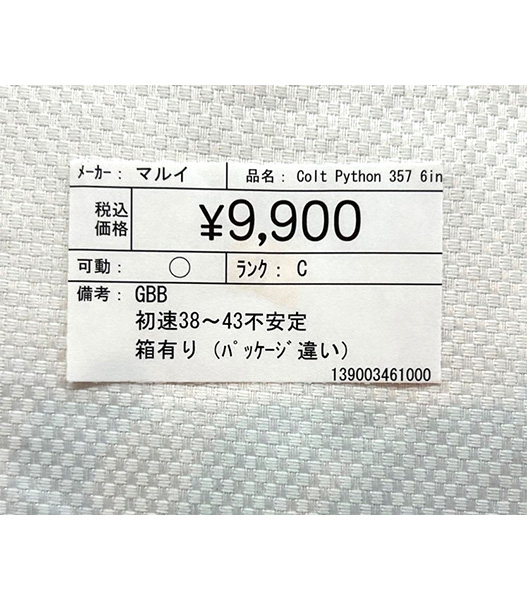 ﾒｰｶｰ： マルイ 品名： Colt Python 357 6in
税込
価格 ¥9,900
可動： ○ ﾗﾝｸ： C
備考： GBB
初速38～43不安定
箱有り（ﾊﾟｯｹｰｼﾞ違い）
139003461000